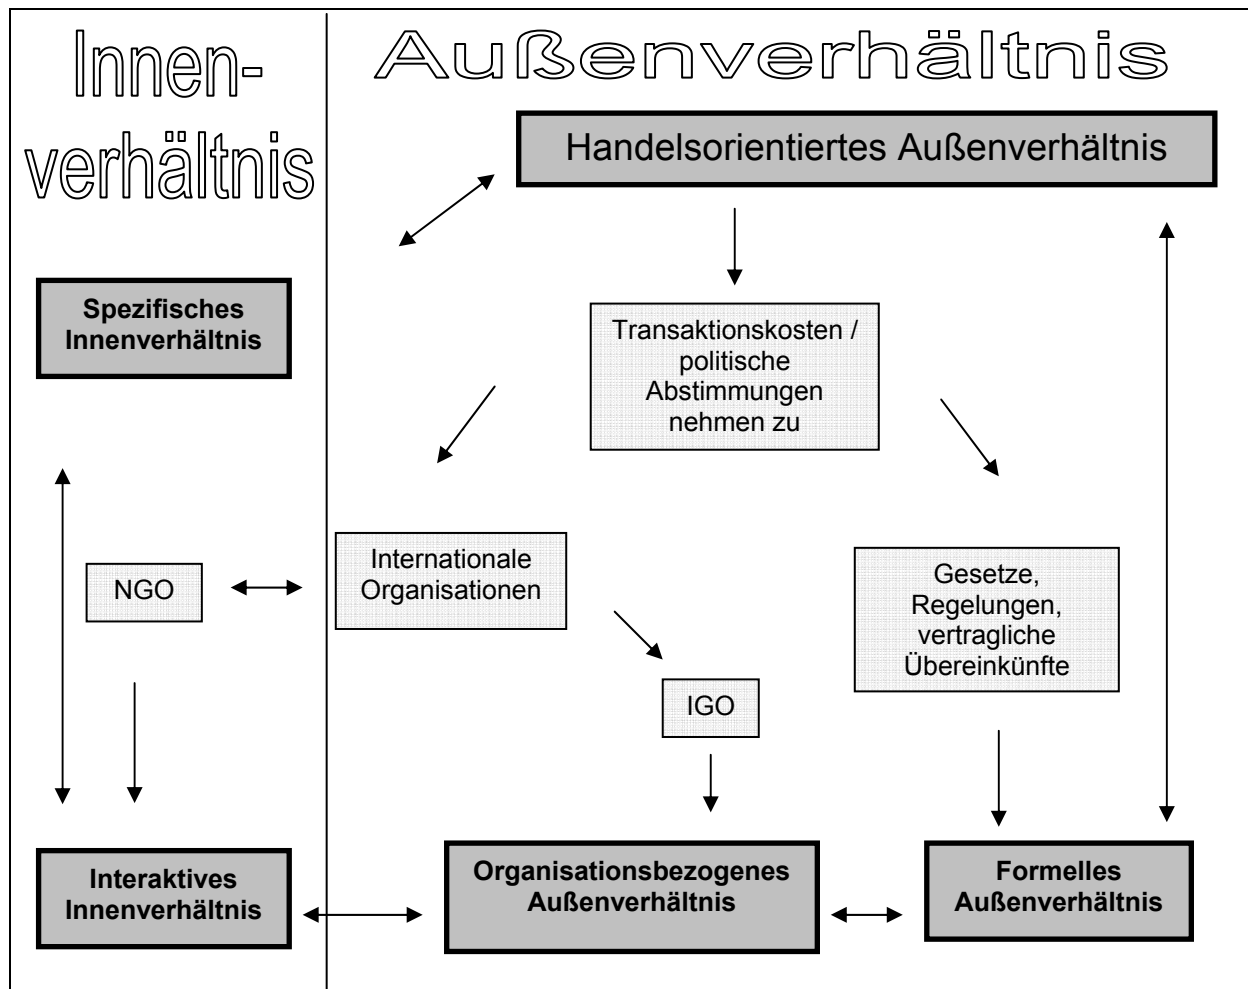 Innen-
verhältnis
Außenverhältnis
Handelsorientiertes Außenverhältnis
Spezifisches
Innenverhältnis
Transaktionskosten /
politische
Abstimmungen
nehmen zu
NGO
Internationale
Organisationen
Gesetze,
Regelungen,
vertragliche
Übereinkünfte
IGO
Interaktives
Innenverhältnis
Organisationsbezogenes
Außenverhältnis
Formelles
Außenverhältnis